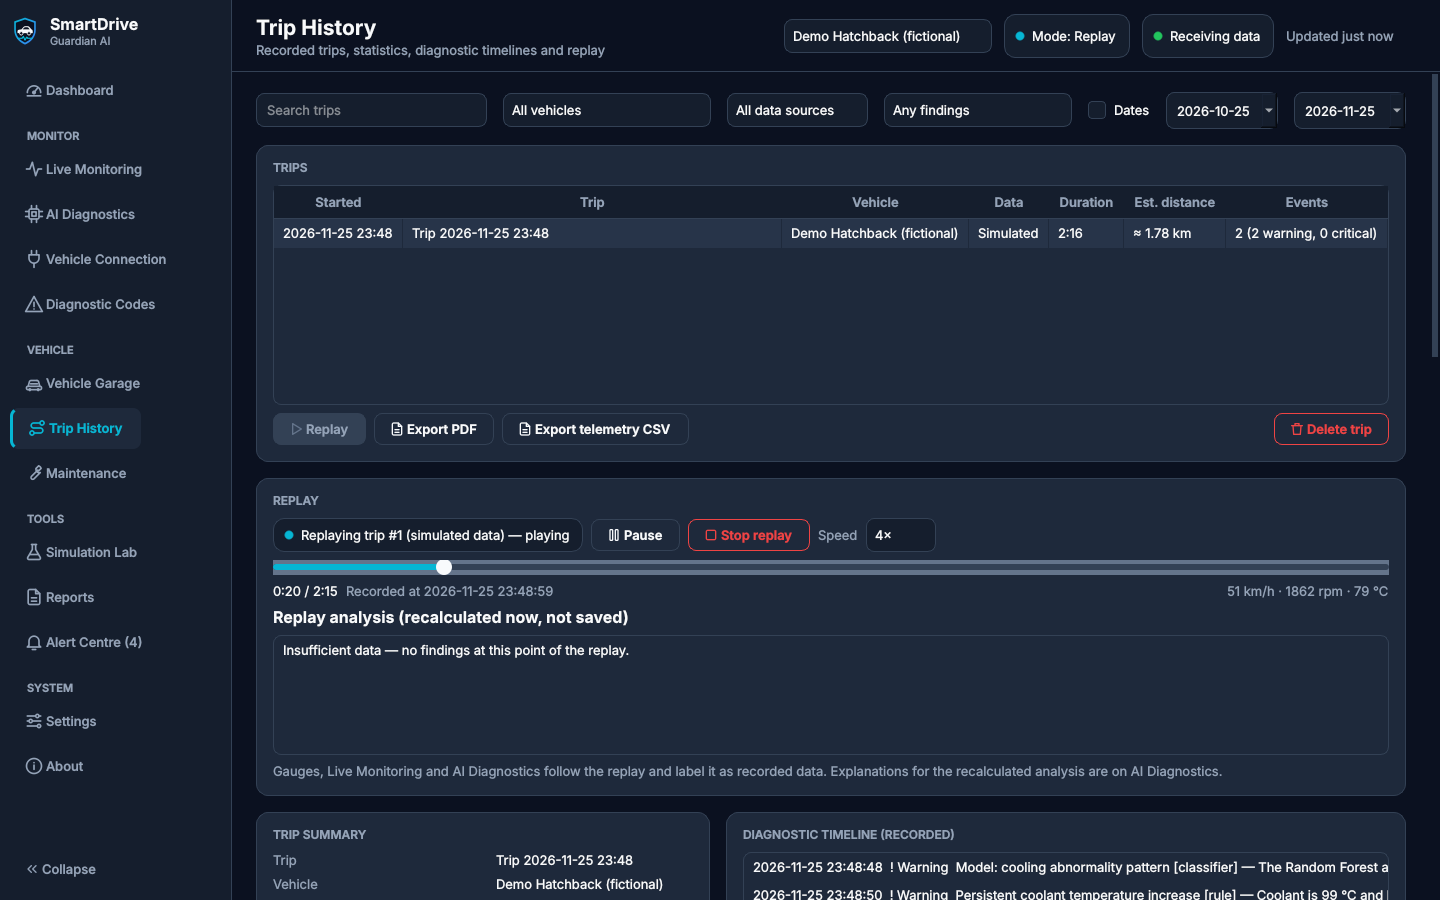 SmartDrive
Guardian AI
Dashboard
MONITOR
Live Monitoring
AI Diagnostics
Vehicle Connection
Diagnostic Codes
VEHICLE
Vehicle Garage
Trip History
Maintenance
TOOLS
Simulation Lab
Reports
Alert Centre (4)
SYSTEM
Settings
About
« Collapse
Trip History
Recorded trips, statistics, diagnostic timelines and replay
Demo Hatchback (fictional) Mode: Replay Receiving data Updated just now
Search trips All vehicles All data sources Any findings Dates 2026-10-25 2026-11-25
TRIPS
Started Trip Vehicle Data Duration Est. distance Events
2026-11-25 23:48 Trip 2026-11-25 23:48 Demo Hatchback (fictional) Simulated 2:16 ≈ 1.78 km 2 (2 warning, 0 critical)
Replay Export PDF Export telemetry CSV Delete trip
REPLAY
Replaying trip #1 (simulated data) — playing Pause Stop replay Speed 4×
0:20 / 2:15 Recorded at 2026-11-25 23:48:59 51 km/h · 1862 rpm · 79 °C
Replay analysis (recalculated now, not saved)
Insufficient data — no findings at this point of the replay.
Gauges, Live Monitoring and AI Diagnostics follow the replay and label it as recorded data. Explanations for the recalculated analysis are on AI Diagnostics.
TRIP SUMMARY
Trip Trip 2026-11-25 23:48
Vehicle Demo Hatchback (fictional)
DIAGNOSTIC TIMELINE (RECORDED)
2026-11-25 23:48:48 ! Warning Model: cooling abnormality pattern [classifier] — The Random Forest a
2026-11-25 23:48:50 ! Warning Persistent coolant temperature increase [rule] — Coolant is 99 °C and